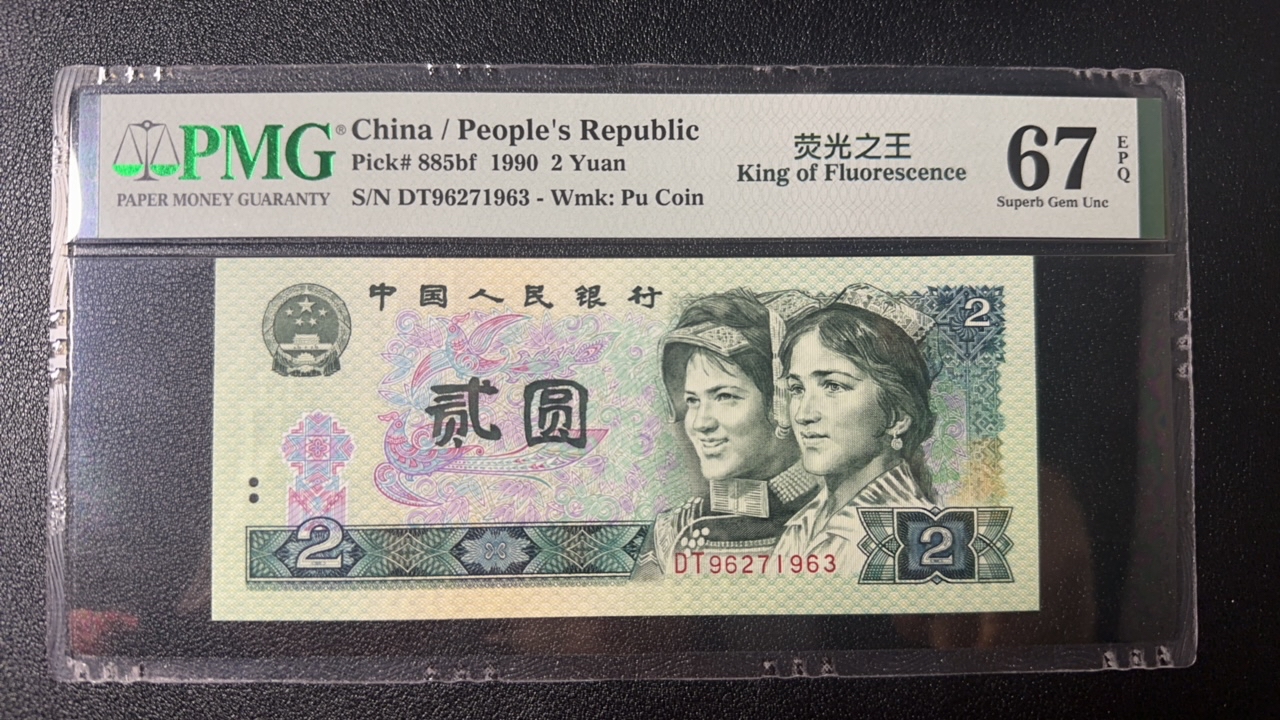 PMG®
PAPER MONEY GUARANTY
China / People's Republic
Pick# 885bf 1990 2 Yuan
S/N DT96271963 - Wmk: Pu Coin
荧光之王
King of Fluorescence
67
EPQ
Superb Gem Unc
中国人民银行
2
贰圆
2
2
DT96271963